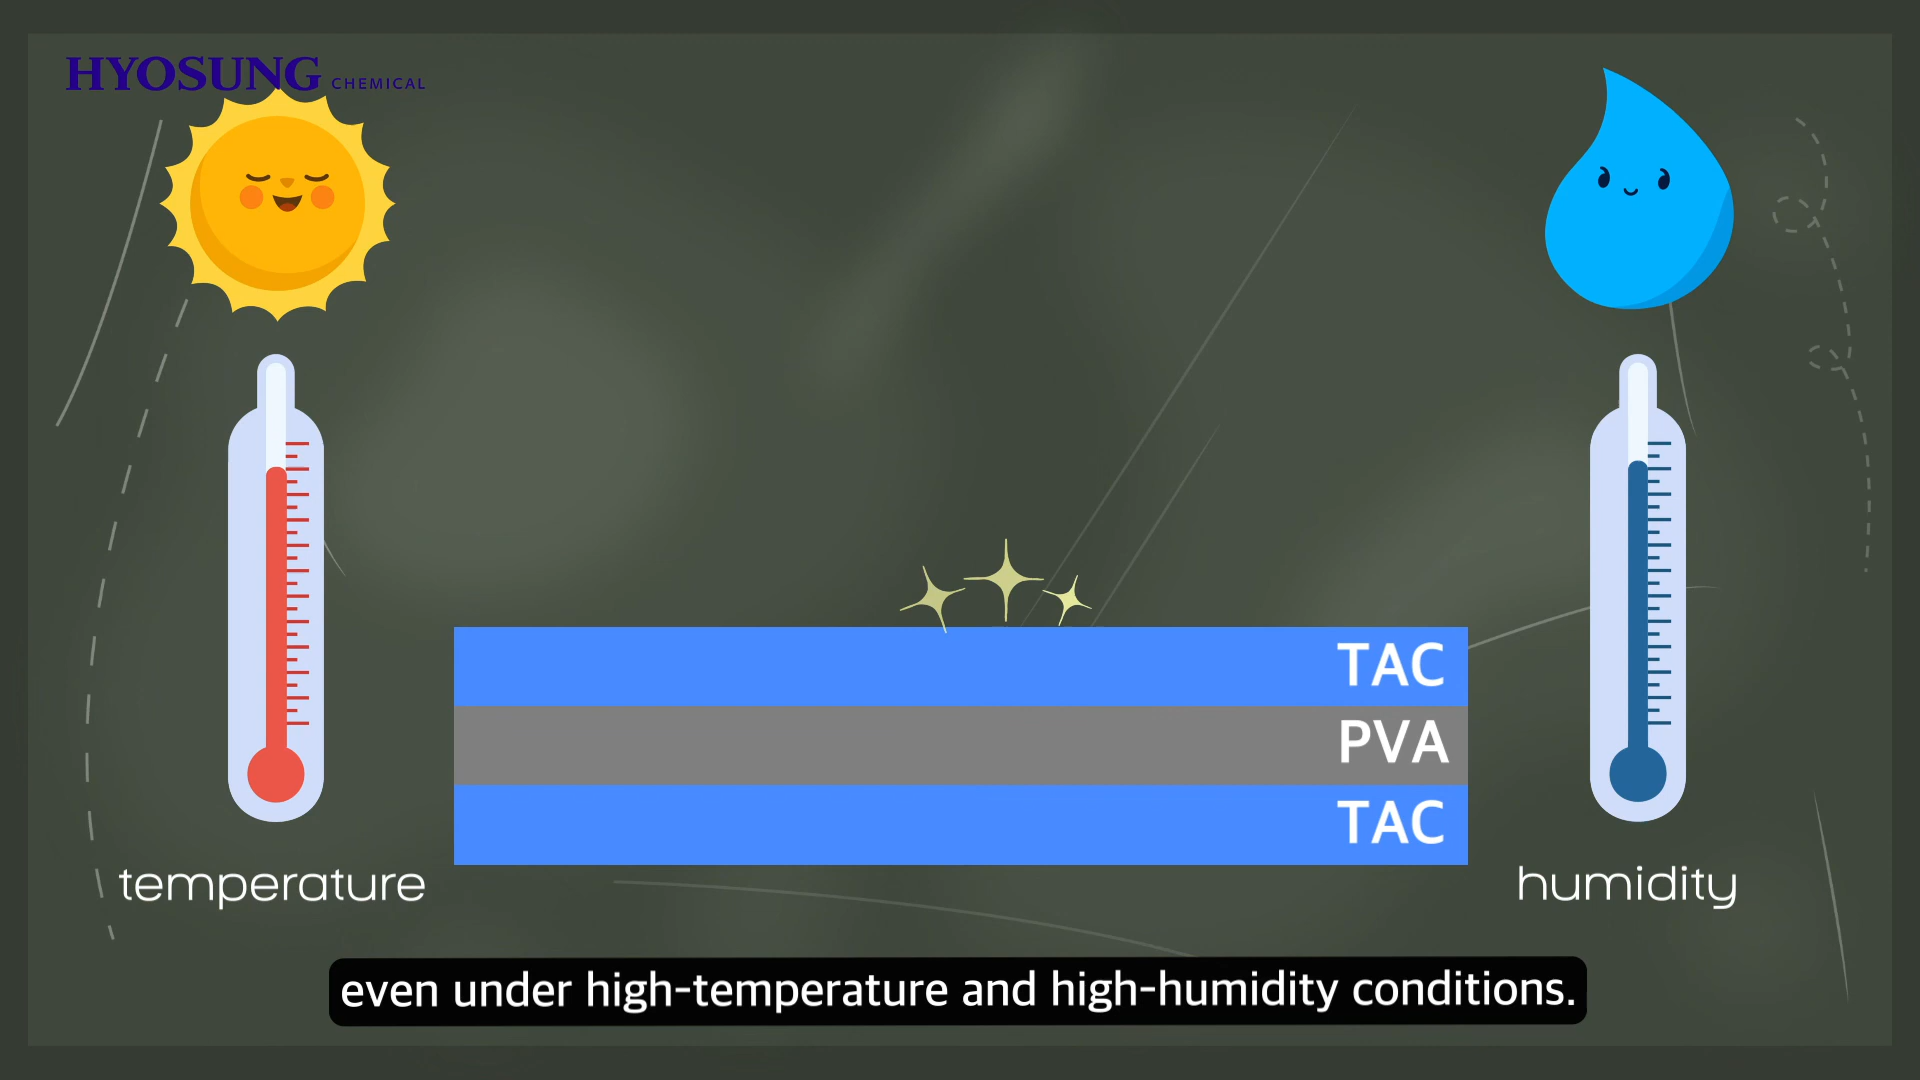 HYOSUNG CHEMICAL
TAC
PVA
TAC
temperature
humidity
even under high-temperature and high-humidity conditions.